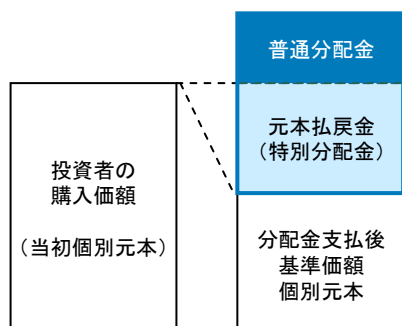 普通分配金
元本払戻金
（特別分配金）
投資者の
購入価額
（当初個別元本）
分配金支払後
基準価額
個別元本